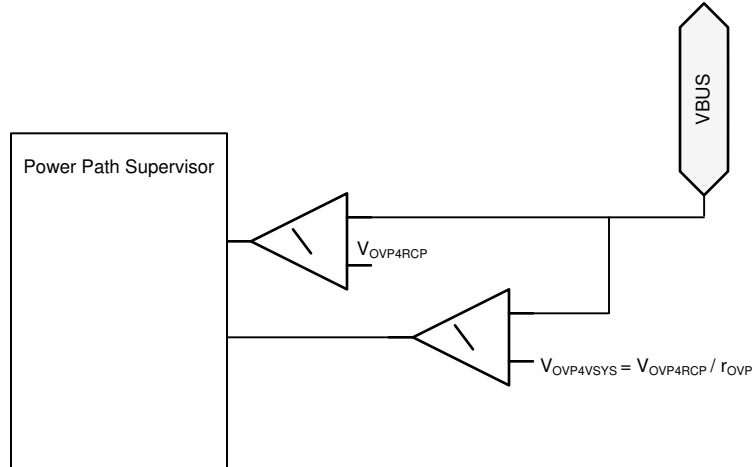 VBUS
Power Path Supervisor
VOVP4RCP
VOVP4VSYS = VOVP4RCP / rOVP